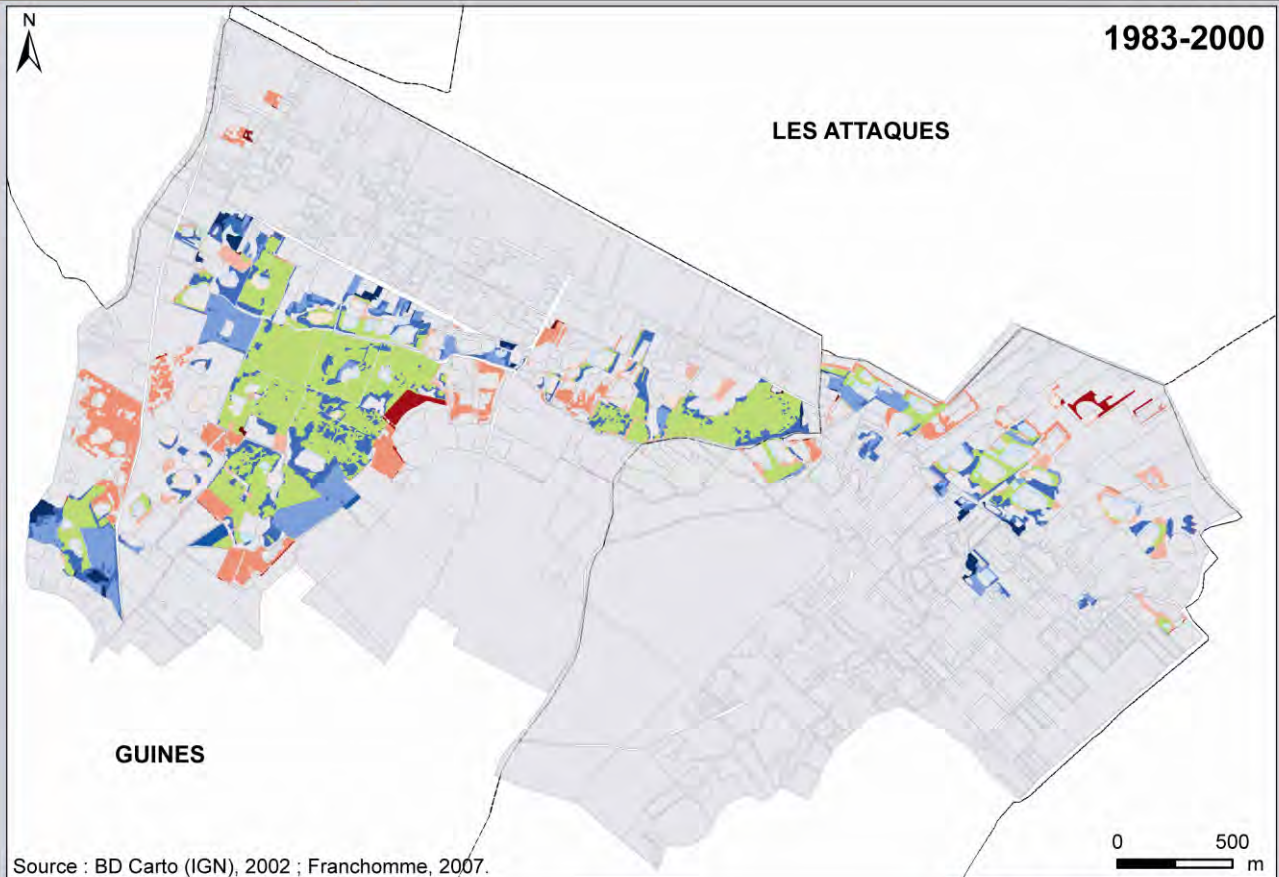 N
1983-2000
LES ATTAQUES
GUINES
0 500
m
Source : BD Carto (IGN), 2002 ; Franchomme, 2007.